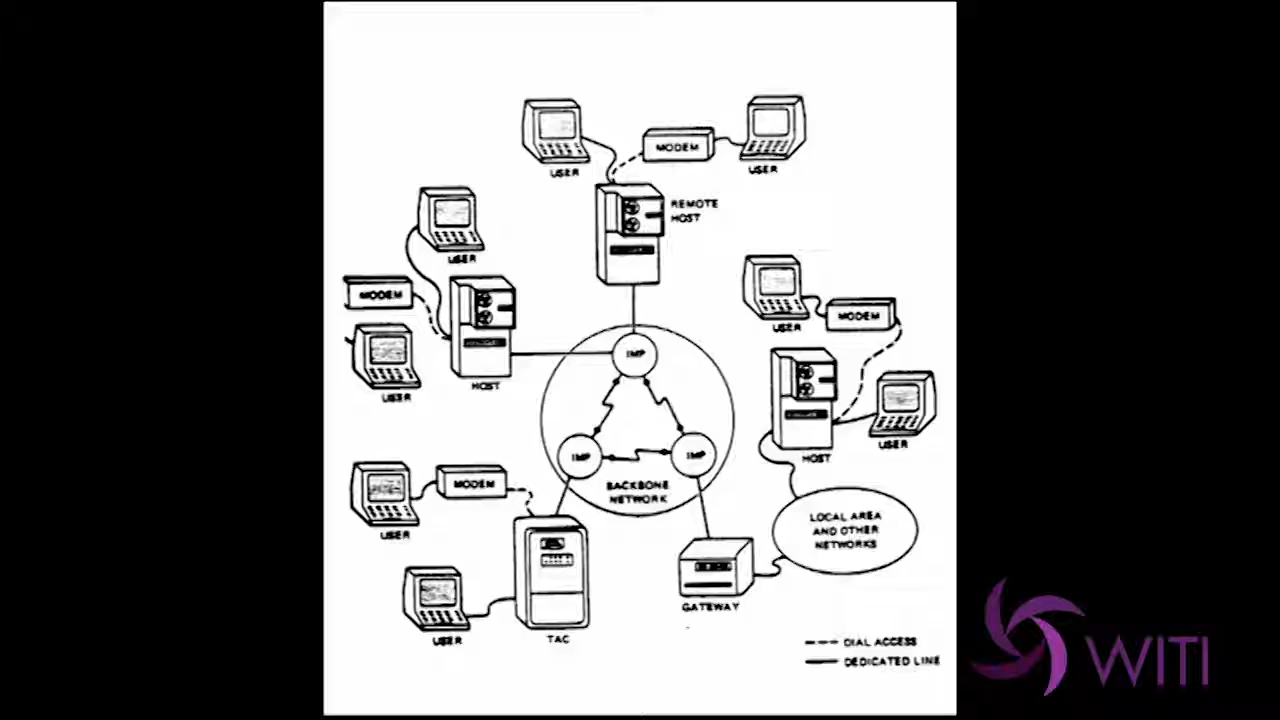 MODEM
USER
USER
REMOTE
HOST
USER
MODEM
HOST
USER
USER
MODEM
USER
HOST
IMP
IMP
IMP
BACKBONE
NETWORK
MODEM
USER
USER
TAC
LOCAL AREA
AND OTHER
NETWORKS
GATEWAY
DIAL ACCESS
DEDICATED LINE
WITI